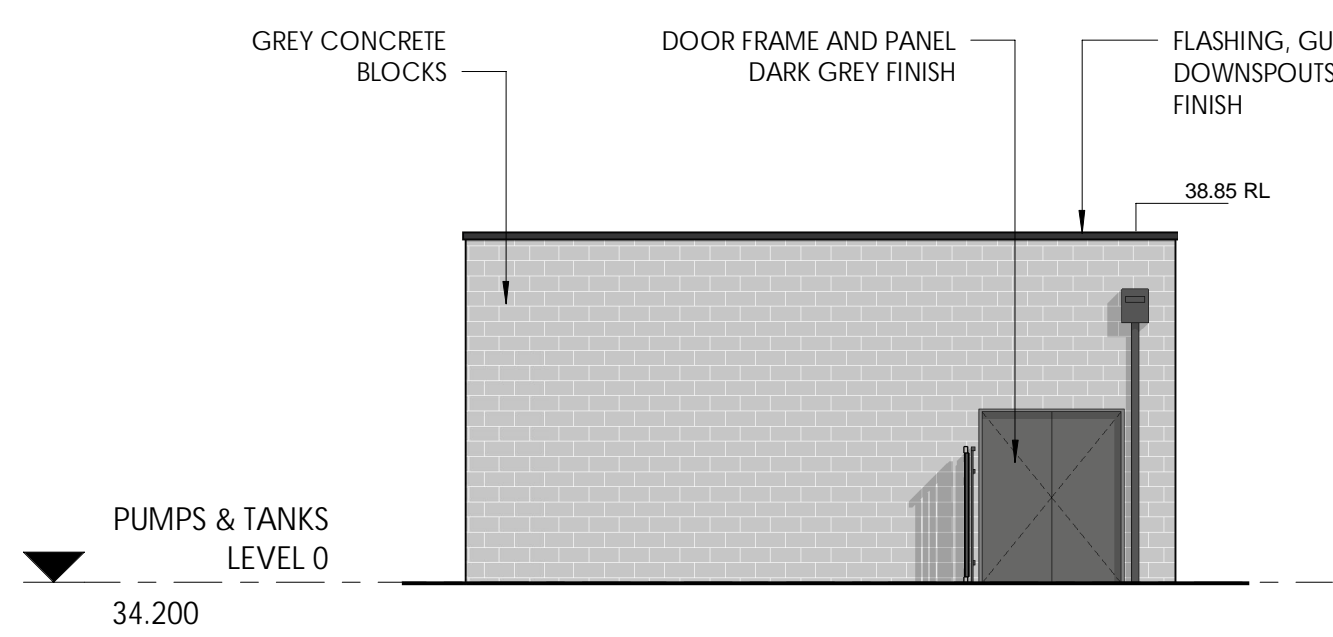 GREY CONCRETE
BLOCKS
DOOR FRAME AND PANEL
DARK GREY FINISH
FLASHING,
DOWNSPOUTS
FINISH
38.85 RL
PUMPS & TANKS
LEVEL 0
34.200